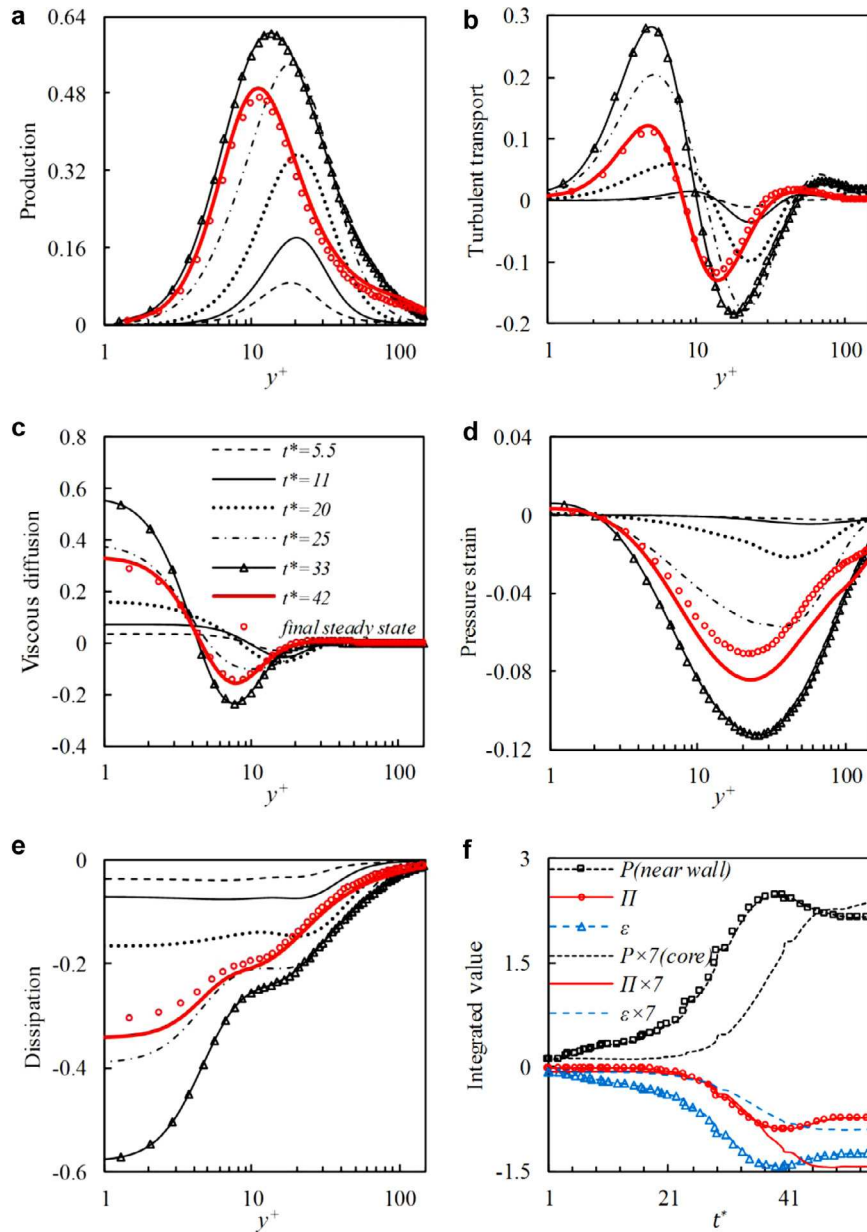 a
0.64
0.48
0.32
0.16
0
Production
1
10
100
y⁺
b
0.4
0.3
0.2
0.1
0
-0.1
-0.2
Turbulent transport
1
10
100
y⁺
c
0.8
0.6
0.4
0.2
0
-0.2
-0.4
Viscous diffusion
t*=5.5
t*=11
t*=20
t*=25
t*=33
t*=42
final steady state
1
10
100
y⁺
d
0.04
0
-0.04
-0.08
-0.12
Pressure strain
1
10
100
y⁺
e
0
-0.2
-0.4
-0.6
Dissipation
1
10
100
y⁺
f
3
1.5
0
-1.5
Integrated value
P(near wall)
Π
ε
P×7(core)
Π×7
ε×7
1
21
41
t*